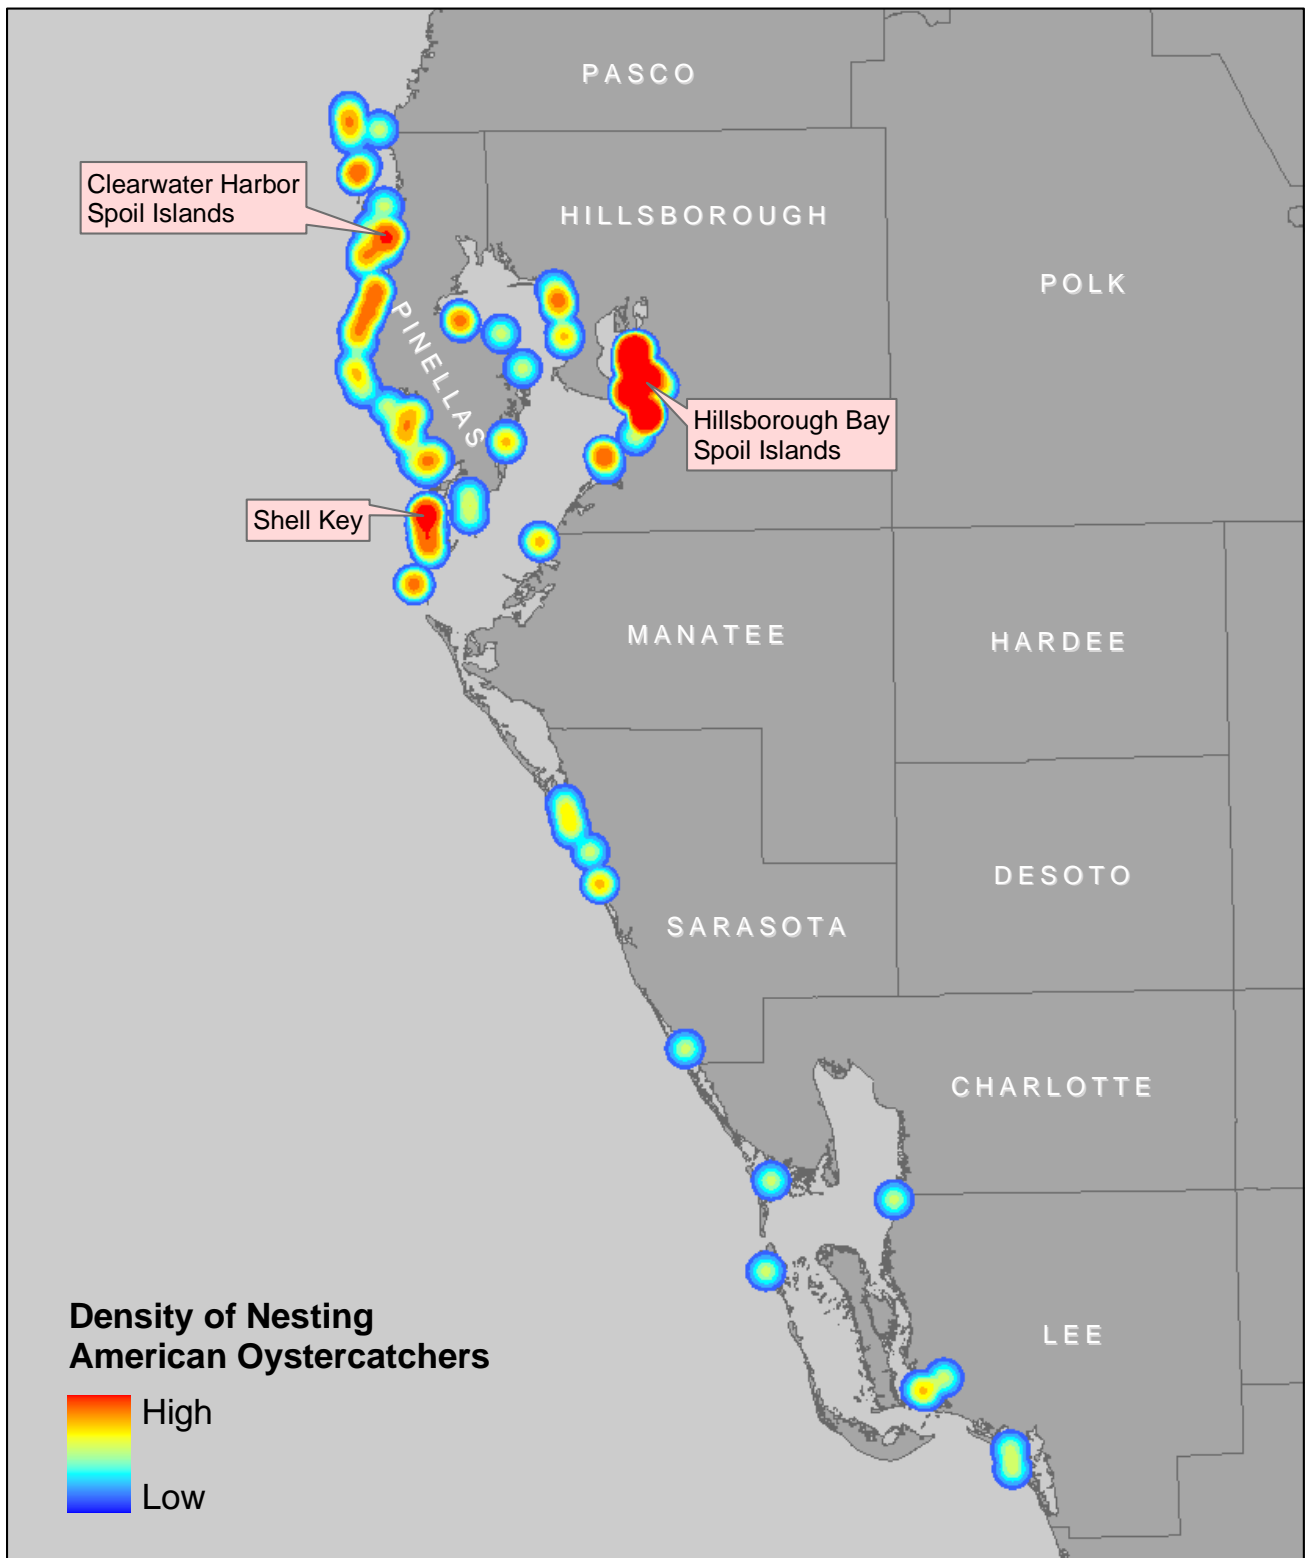 PASCO
Clearwater Harbor
Spoil Islands
HILLSBOROUGH
POLK
PINELLAS
Hillsborough Bay
Spoil Islands
Shell Key
MANATEE
HARDEE
DESOTO
SARASOTA
CHARLOTTE
LEE
Density of Nesting
American Oystercatchers
High
Low